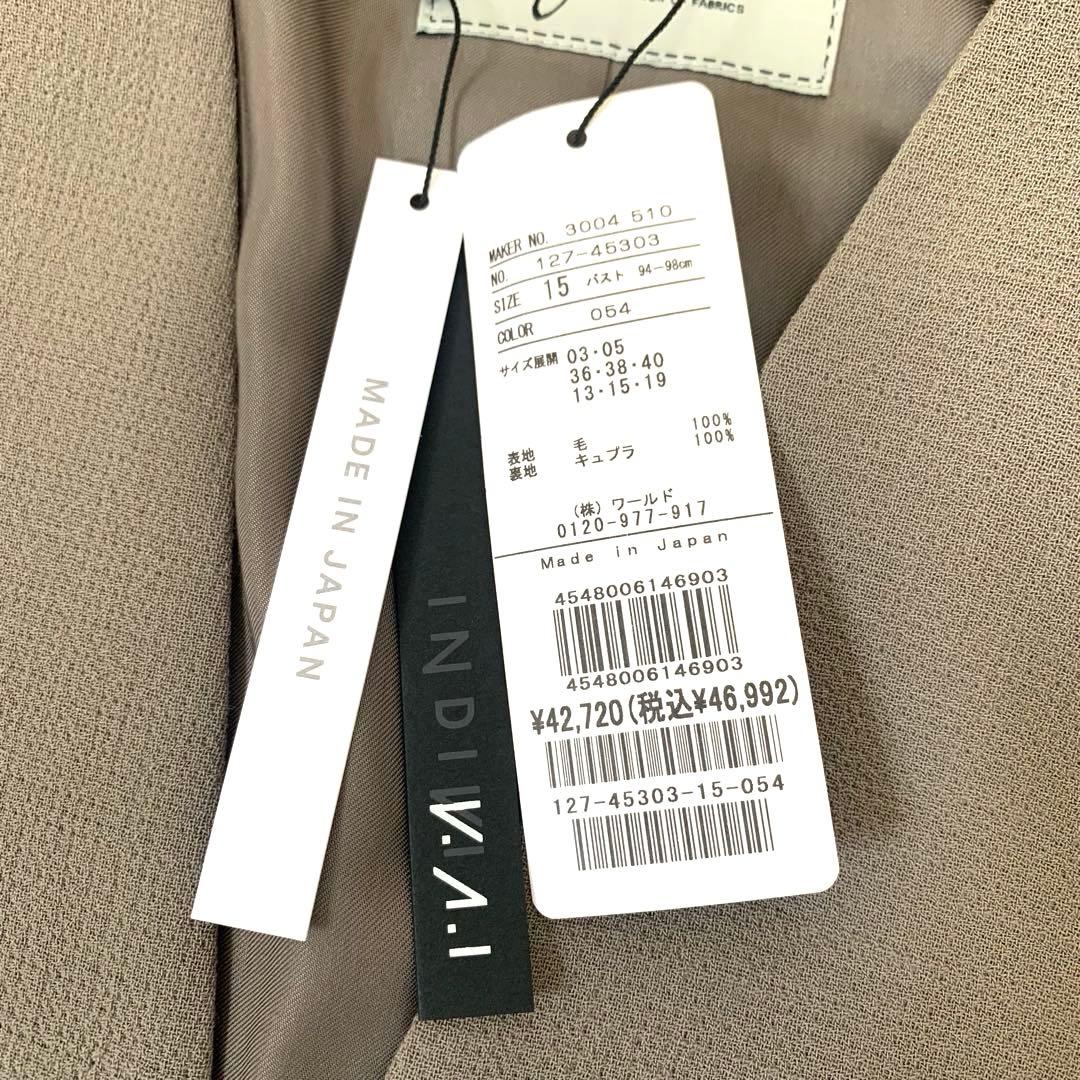 OF FABRICS
MADE IN JAPAN
INDIVI
V.I
MAKER NO. 3004 510
NO. 127-45303
SIZE 15 バスト 94-98cm
COLOR 054
サイズ展開 03・05
36・38・40
13・15・19
表地 毛 100%
裏地 キュプラ 100%
(株) ワールド
0120-977-917
Made in Japan
4548006146903
4548006146903
¥42,720(税込¥46,992)
127-45303-15-054